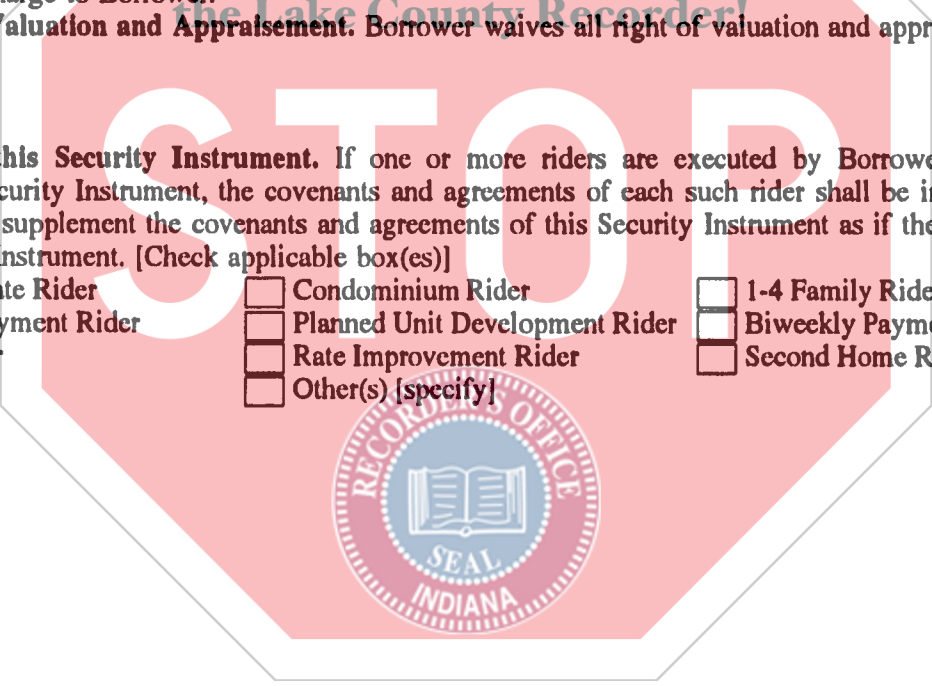 the Lake County Recorder!
Valuation and Appraisement. Borrower waives all right of valuation and appr
this Security Instrument. If one or more riders are executed by Borrowe
curity Instrument, the covenants and agreements of each such rider shall be i
supplement the covenants and agreements of this Security Instrument as if the
nstrument. [Check applicable box(es)]
te Rider Condominium Rider 1-4 Family Ride
yment Rider Planned Unit Development Rider Biweekly Payme
Rate Improvement Rider Second Home R
Other(s) [specify]
STOP
RECORDER'S OFFICE
SEAL
INDIANA